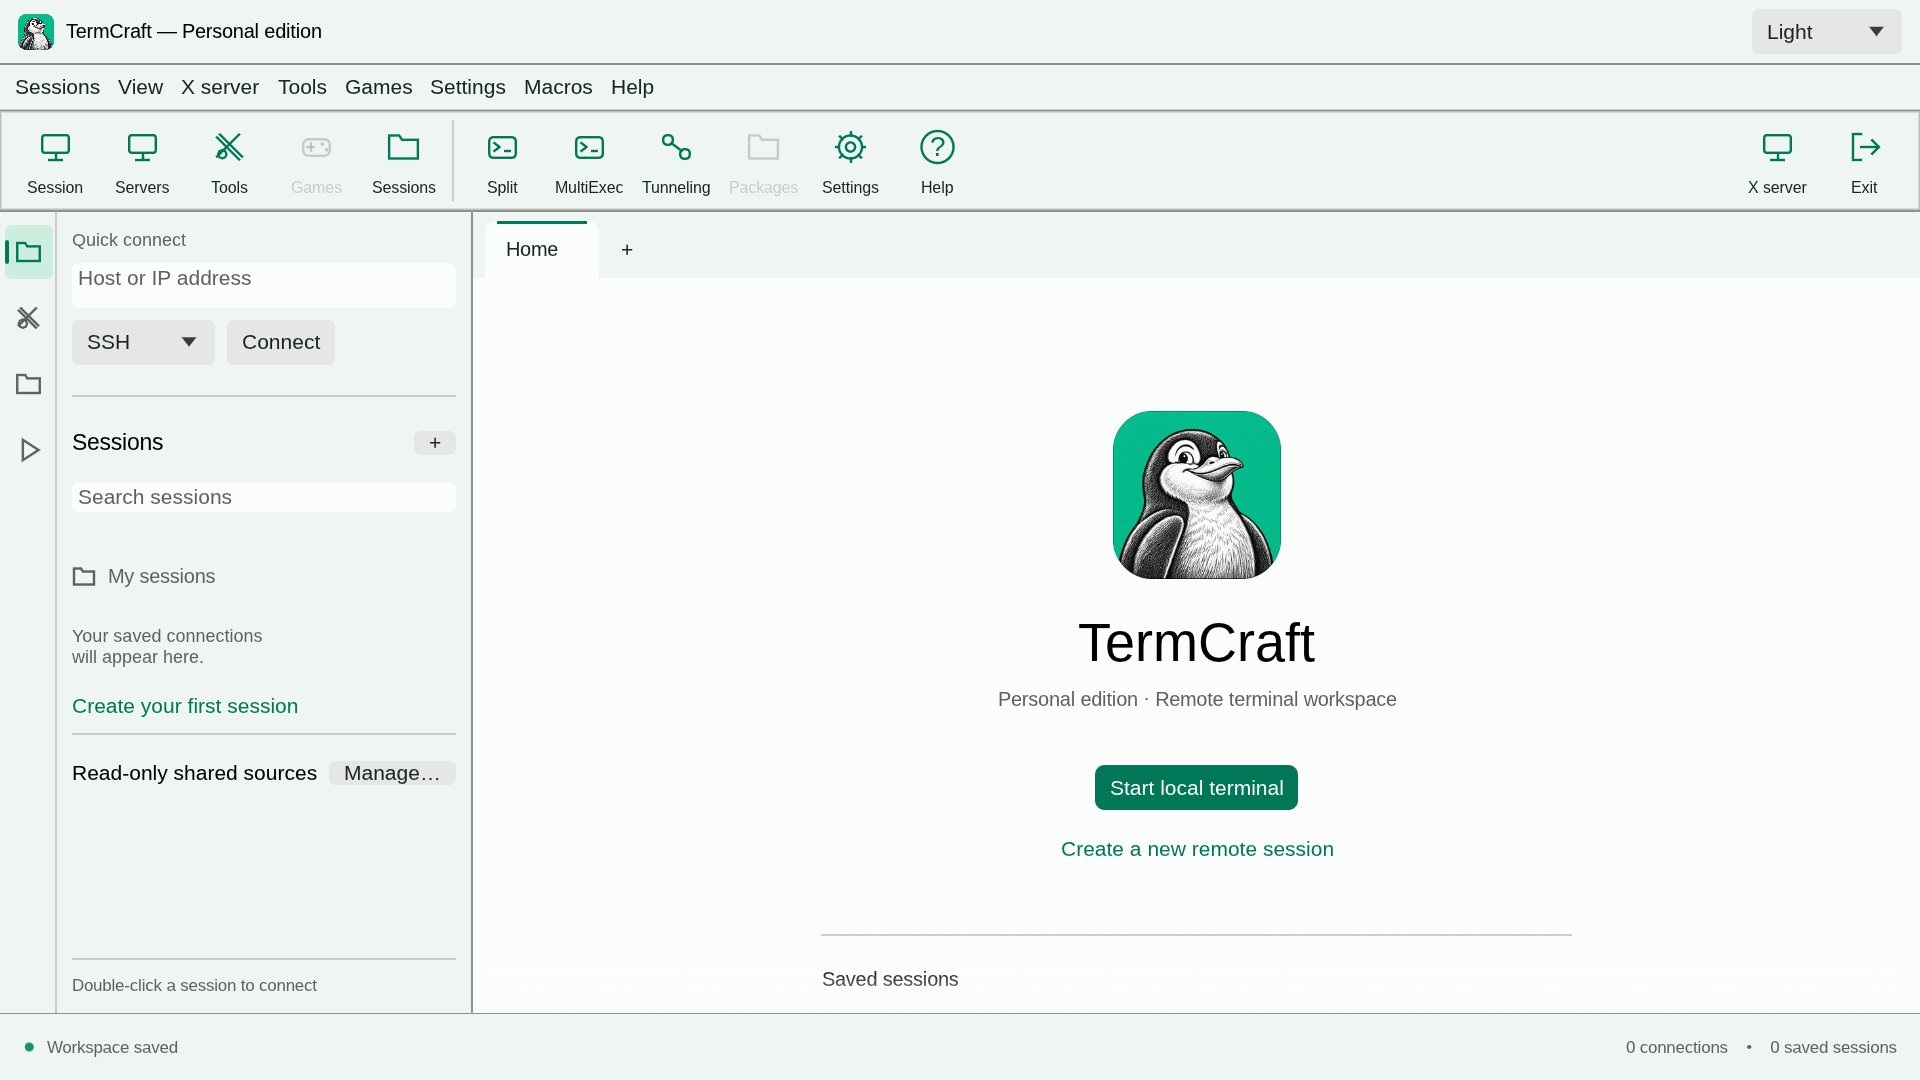 TermCraft — Personal edition
Light
Sessions View X server Tools Games Settings Macros Help
Session Servers Tools Games Sessions Split MultiExec Tunneling Packages Settings Help X server Exit
Quick connect
Host or IP address
SSH Connect
Sessions +
Search sessions
My sessions
Your saved connections
will appear here.
Create your first session
Read-only shared sources Manage…
Double-click a session to connect
Home +
TermCraft
Personal edition · Remote terminal workspace
Start local terminal
Create a new remote session
Saved sessions
Workspace saved
0 connections • 0 saved sessions